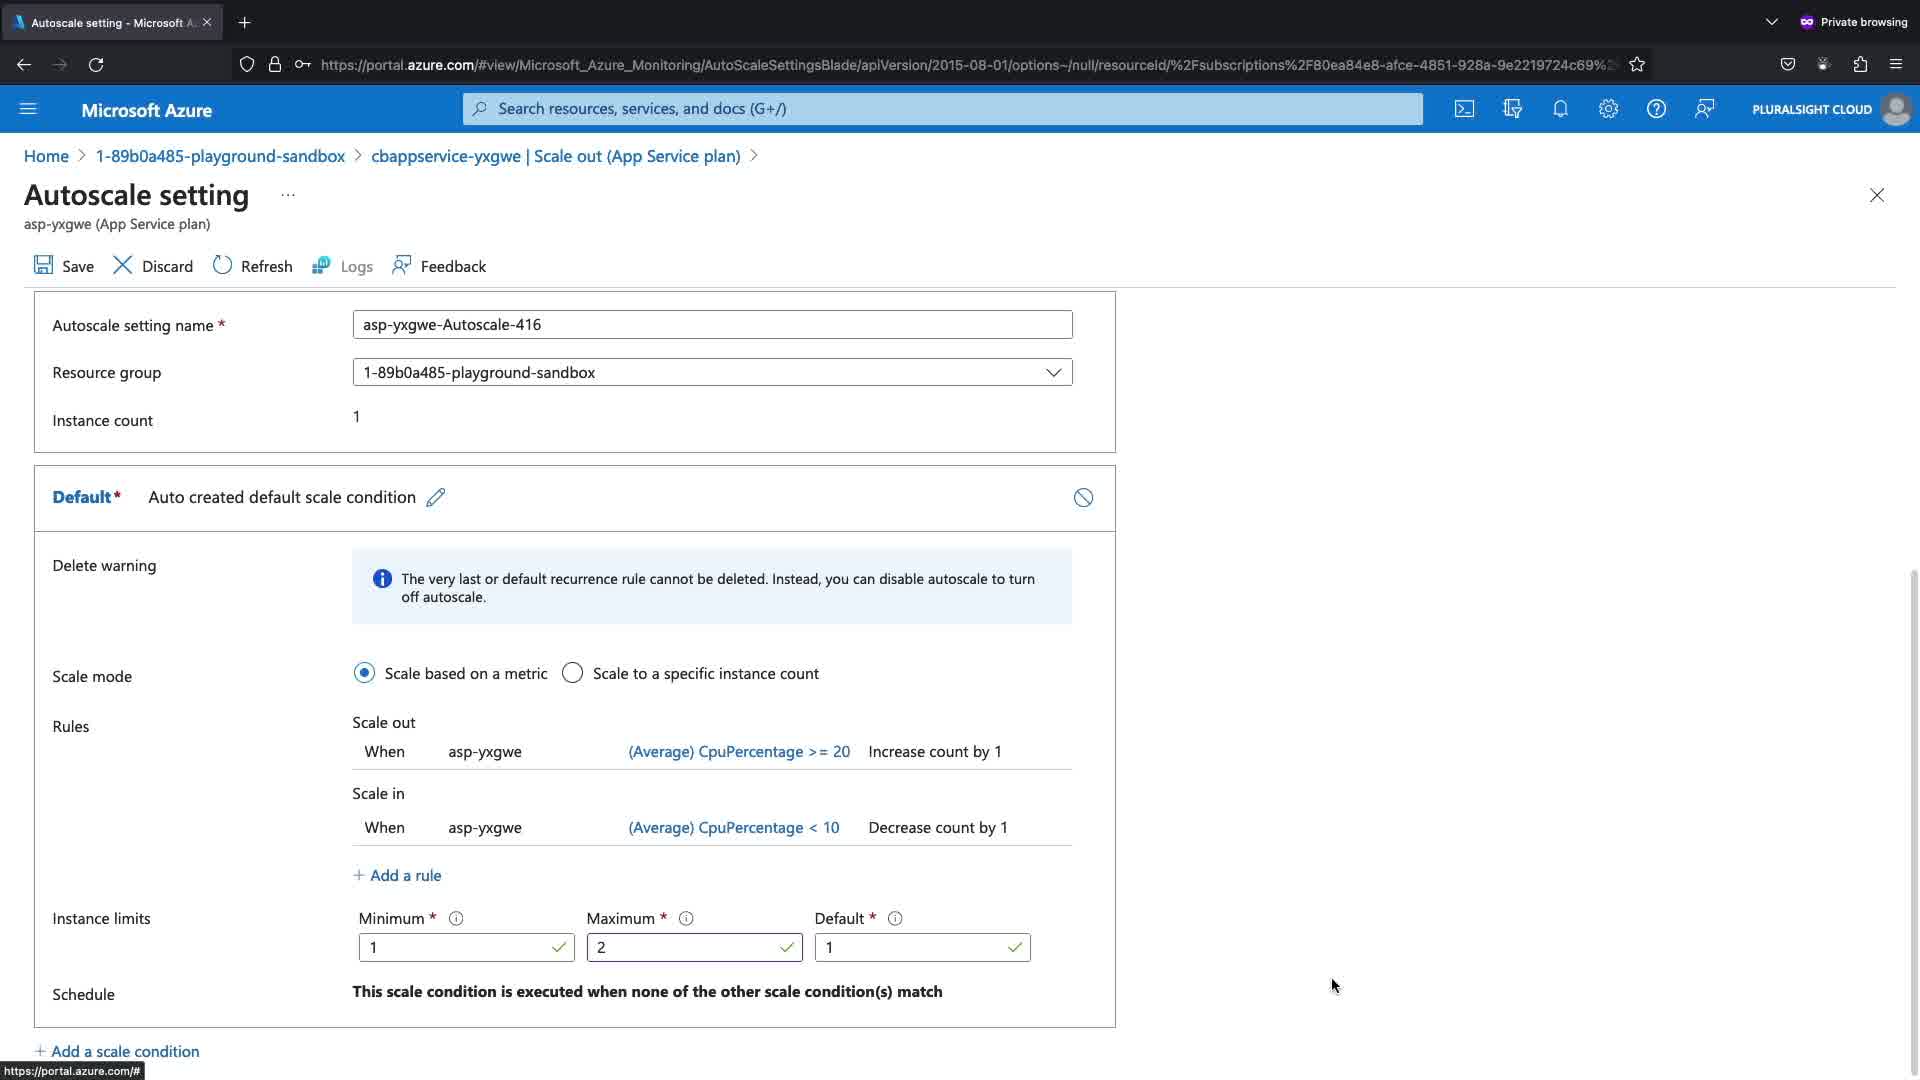 Autoscale setting - Microsoft A
Private browsing
https://portal.azure.com/#view/Microsoft_Azure_Monitoring/AutoScaleSettingsBlade/apiVersion/2015-08-01/options~/null/resourceId/%2Fsubscriptions%2F80ea84e8-afce-4851-928a-9e2219724c69%2
Microsoft Azure
Search resources, services, and docs (G+/)
PLURALSIGHT CLOUD
Home > 1-89b0a485-playground-sandbox > cbappservice-yxgwe | Scale out (App Service plan) >
Autoscale setting ...
asp-yxgwe (App Service plan)
Save Discard Refresh Logs Feedback
Autoscale setting name * asp-yxgwe-Autoscale-416
Resource group 1-89b0a485-playground-sandbox
Instance count 1
Default* Auto created default scale condition
Delete warning
The very last or default recurrence rule cannot be deleted. Instead, you can disable autoscale to turn
off autoscale.
Scale mode Scale based on a metric Scale to a specific instance count
Rules
Scale out
When asp-yxgwe (Average) CpuPercentage >= 20 Increase count by 1
Scale in
When asp-yxgwe (Average) CpuPercentage < 10 Decrease count by 1
+ Add a rule
Instance limits Minimum * Maximum * Default *
1 2 1
Schedule This scale condition is executed when none of the other scale condition(s) match
+ Add a scale condition
https://portal.azure.com/#